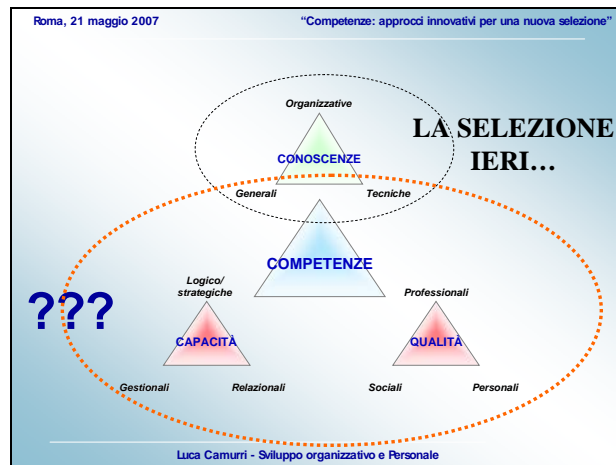 Roma, 21 maggio 2007
“Competenze: approcci innovativi per una nuova selezione”
Organizzative
LA SELEZIONE
IERI…
CONOSCENZE
Generali
Tecniche
COMPETENZE
Logico/
strategiche
Professionali
???
CAPACITÀ
QUALITÀ
Gestionali
Relazionali
Sociali
Personali
Luca Camurri - Sviluppo organizzativo e Personale